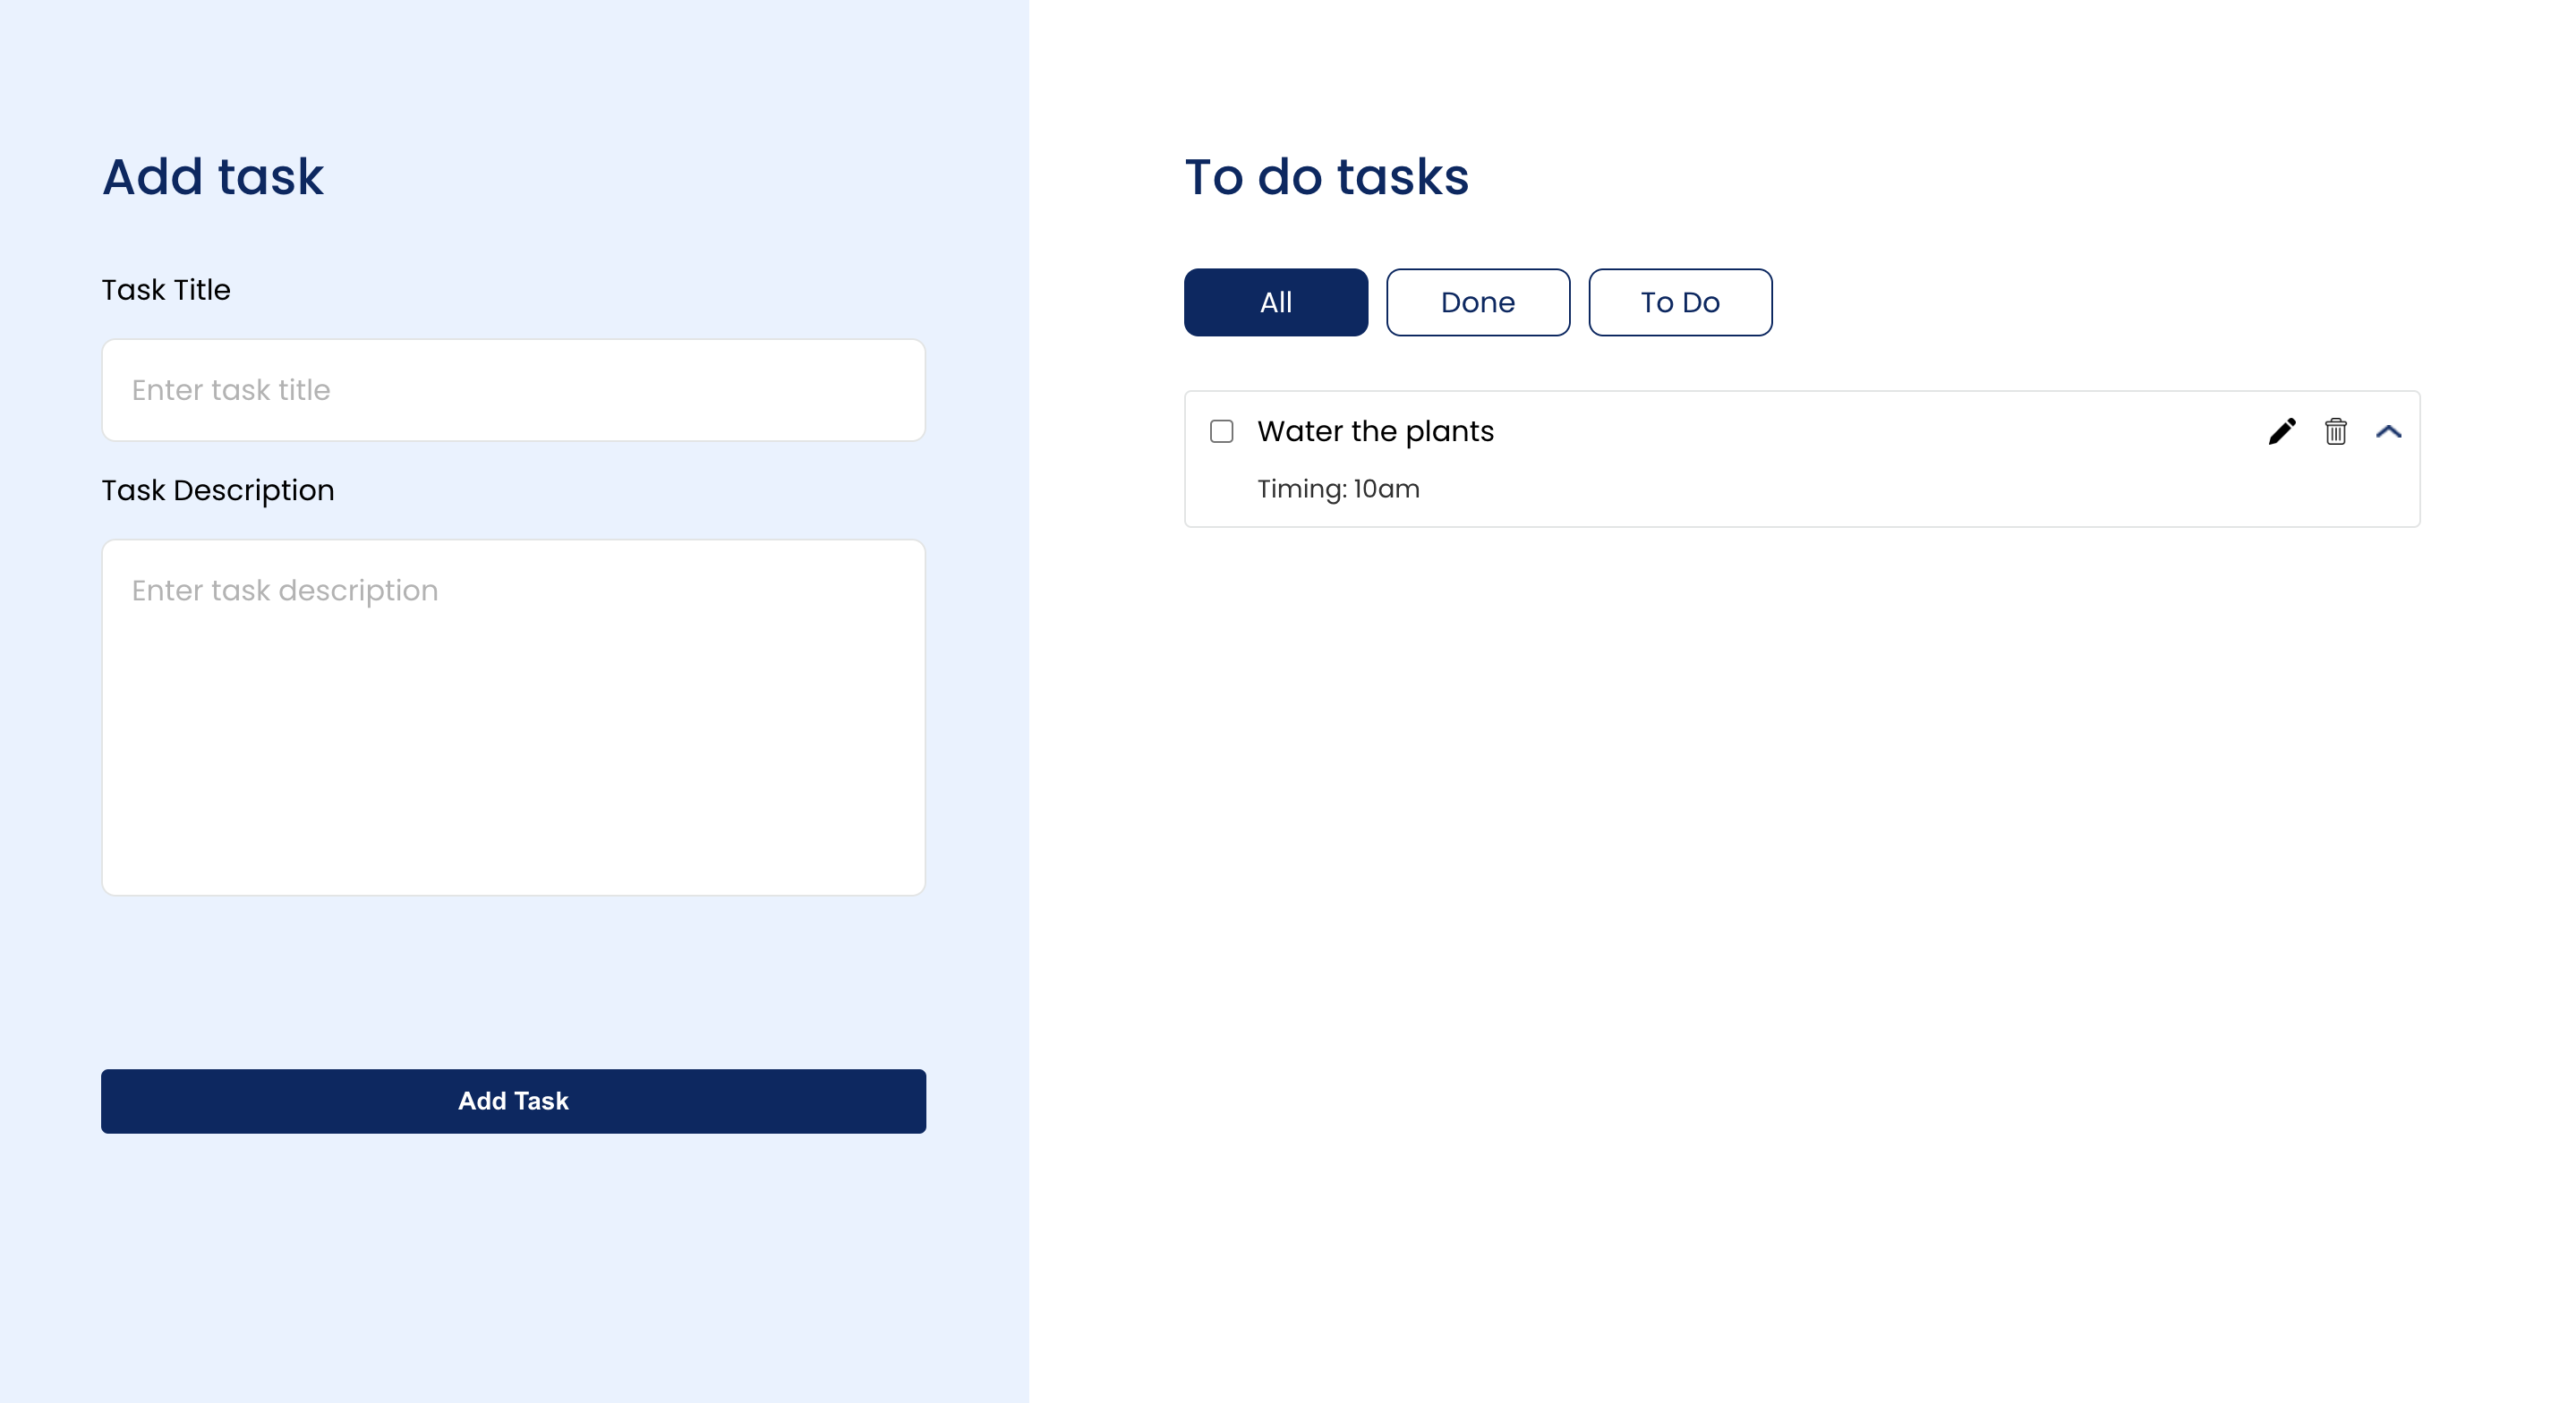 Add task
Task Title
Enter task title
Task Description
Enter task description
Add Task
To do tasks
All
Done
To Do
Water the plants
Timing: 10am